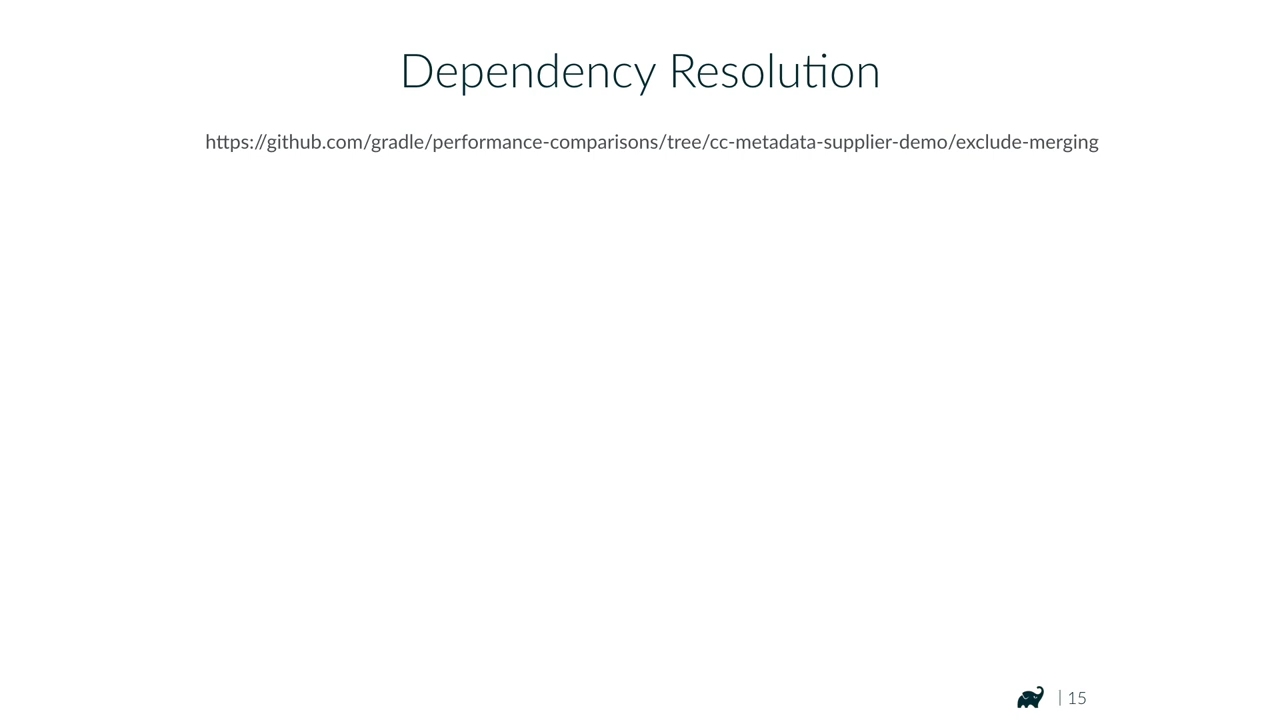 Dependency Resolution
https://github.com/gradle/performance-comparisons/tree/cc-metadata-supplier-demo/exclude-merging
| 15